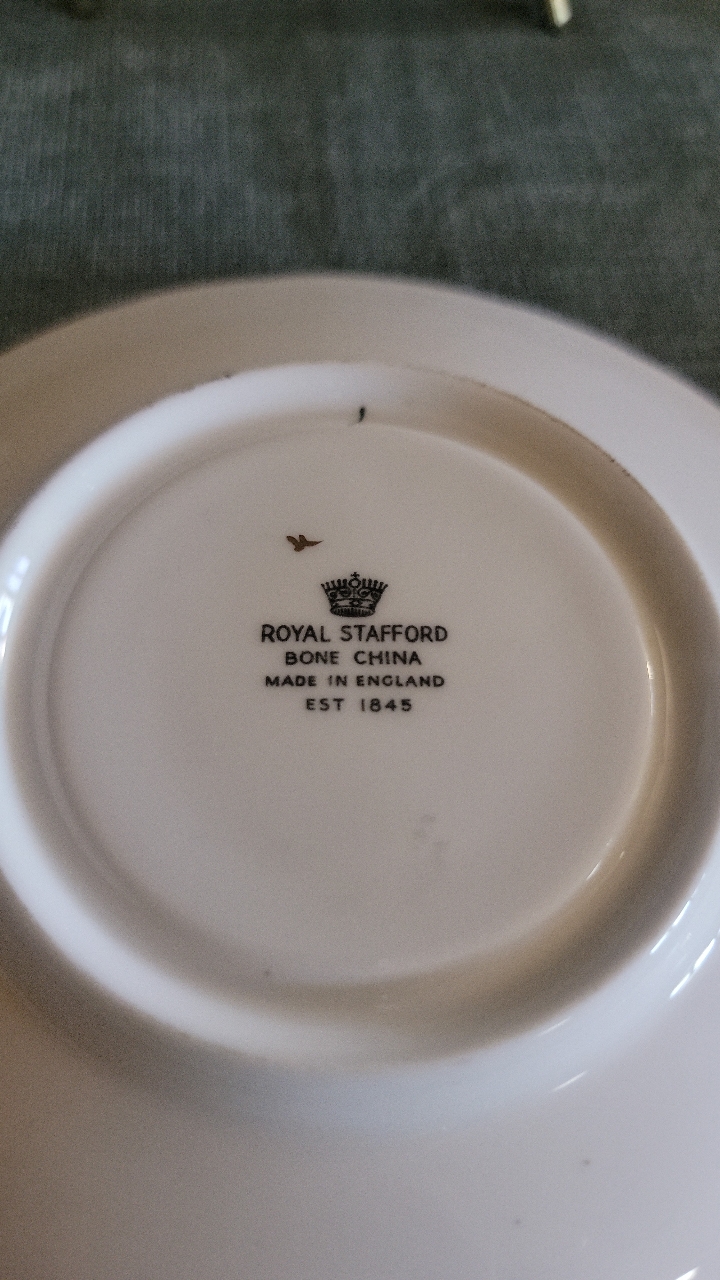 ROYAL STAFFORD
BONE CHINA
MADE IN ENGLAND
EST 1845